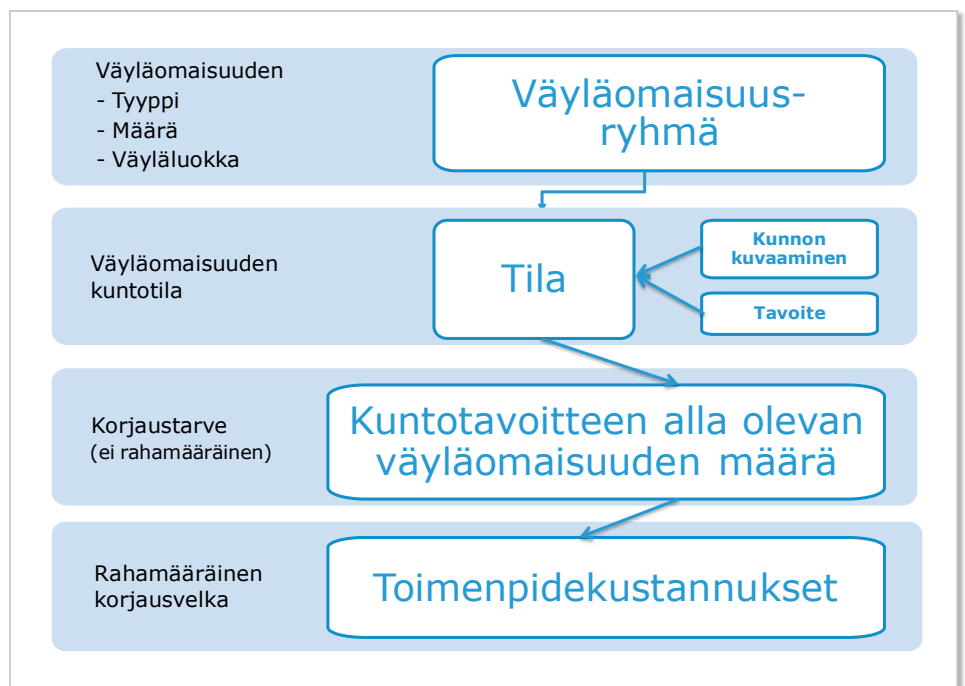 Väyläomaisuuden
- Tyyppi
- Määrä
- Väyläluokka
Väyläomaisuus-
ryhmä
Väyläomaisuuden
kuntotila
Tila
Kunnon
kuvaaminen
Tavoite
Korjaustarve
(ei rahamääräinen)
Kuntotavoitteen alla olevan
väyläomaisuuden määrä
Rahamääräinen
korjausvelka
Toimenpidekustannukset